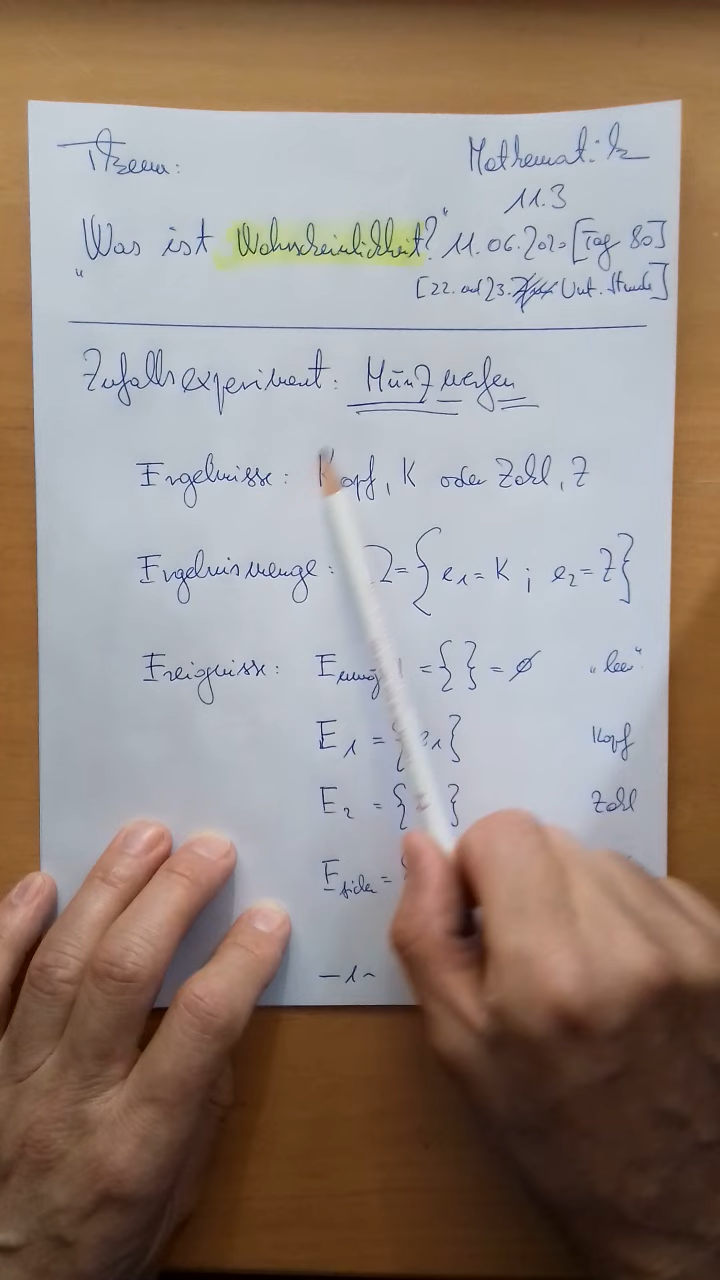 Thema:
Mathematik
11.3
"Was ist Wahrscheinlichkeit?" 11.06.2020 [Tag 80]
[22. und 23. Unt. Stunde]
Zufallsexperiment: Münzwerfen
Ergebnisse: Kopf, K oder Zahl, Z
Ergebnismenge: Ω = { e₁ = K ; e₂ = Z }
Ereignisse: = { } = ∅ "leer"
E₁ = { e₁ } Kopf
E₂ = { } Zahl
E sicher =
- 1 -